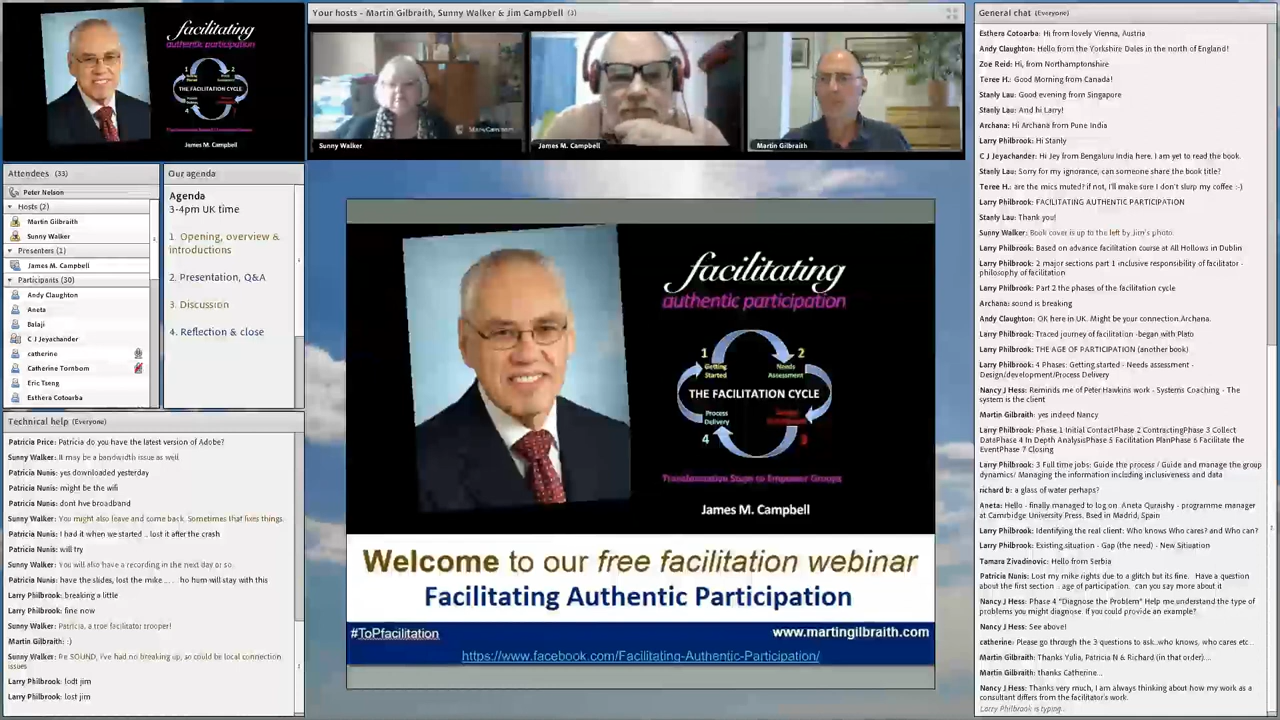 facilitating
authentic participation
1
2
THE FACILITATION CYCLE
4
James M. Campbell
Your hosts - Martin Gilbraith, Sunny Walker & Jim Campbell (3)
Sunny Walker
James M. Campbell
Martin Gilbraith
Attendees (33)
Peter Nelson
Hosts (2)
Martin Gilbraith
Sunny Walker
Presenters (1)
James M. Campbell
Participants (30)
Andy Claughton
Aneta
Balaji
C J Jeyachander
catherine
Catherine Tornbom
Eric Tseng
Esthera Cotoarba
Our agenda
Agenda
3-4pm UK time
1. Opening, overview &
introductions
2. Presentation, Q&A
3. Discussion
4. Reflection & close
Technical help (Everyone)
Patricia Price: Patricia do you have the latest version of Adobe?
Sunny Walker: It may be a bandwidth issue as well
Patricia Nunis: yes downloaded yesterday
Patricia Nunis: might be the wifi
Patricia Nunis: dont hve broadband
Sunny Walker: You might also leave and come back. Sometimes that fixes things.
Patricia Nunis: I had it when we started .. lost it after the crash
Patricia Nunis: will try
Sunny Walker: You will also have a recording in the next day or so.
Patricia Nunis: have the slides, lost the mike ... . . ho hum will stay with this
Larry Philbrook: breaking a little
Larry Philbrook: fine now
Sunny Walker: Patricia, a true facilitator trooper!
Martin Gilbraith: :)
Sunny Walker: Re SOUND, i've had no breaking up, so could be local connection
issues
Larry Philbrook: lodt jim
Larry Philbrook: lost jim
facilitating
authentic participation
1
Getting
Started
2
Needs
Assessment
THE FACILITATION CYCLE
Process
Delivery
4
3
Transformation Steps to Empower Groups
James M. Campbell
Welcome to our free facilitation webinar
Facilitating Authentic Participation
#ToPfacilitation
www.martingilbraith.com
https://www.facebook.com/Facilitating-Authentic-Participation/
General chat (Everyone)
Esthera Cotoarba: Hi from lovely Vienna, Austria
Andy Claughton: Hello from the Yorkshire Dales in the north of England!
Zoe Reid: Hi, from Northamptonshire
Teree H.: Good Morning from Canada!
Stanly Lau: Good evening from Singapore
Stanly Lau: And hi Larry!
Archana: Hi Archana from Pune India
Larry Philbrook: Hi Stanly
C J Jeyachander: Hi Jey from Bengaluru India here. I am yet to read the book.
Stanly Lau: Sorry for my ignorance, can someone share the book title?
Teree H.: are the mics muted? if not, I'll make sure I don't slurp my coffee :-)
Larry Philbrook: FACILITATING AUTHENTIC PARTICIPATION
Stanly Lau: Thank you!
Sunny Walker: Book cover is up to the left by Jim's photo.
Larry Philbrook: Based on advance facilitation course at All Hollows in Dublin
Larry Philbrook: 2 major sections part 1 inclusive responsibility of facilitator -
philosophy of facilitation
Larry Philbrook: Part 2 the phases of the facilitation cycle
Archana: sound is breaking
Andy Claughton: OK here in UK. Might be your connection.Archana.
Larry Philbrook: Traced journey of facilitation -began with Plato
Larry Philbrook: THE AGE OF PARTICIPATION (another book)
Larry Philbrook: 4 Phases: Getting started - Needs assessment -
Design/development/Process Delivery
Nancy J Hess: Reminds me of Peter Hawkins work - Systems Coaching - The
system is the client
Martin Gilbraith: yes indeed Nancy
Larry Philbrook: Phase 1 Initial ContactPhase 2 ContractingPhase 3 Collect
DataPhase 4 In Depth AnalysisPhase 5 Facilitation PlanPhase 6 Facilitate the
EventPhase 7 Closing
Larry Philbrook: 3 Full time jobs: Guide the process / Guide and manage the group
dynamics/ Managing the information including inclusiveness and data
richard b: a glass of water perhaps?
Aneta: Hello - finally managed to log on. Aneta Quraishy - programme manager
at Cambridge University Press. Bsed in Madrid, Spain
Larry Philbrook: Identifying the real client: Who knows Who cares? and Who can?
Larry Philbrook: Existing situation - Gap (the need) - New Situation
Tamara Zivadinovic: Hello from Serbia
Patricia Nunis: Lost my mike rights due to a glitch but its fine. Have a question
about the first section .. age of participation. can you say more about it
Nancy J Hess: Phase 4 "Diagnose the Problem" Help me understand the type of
problems you might diagnose. If you could provide an example?
Nancy J Hess: See above!
catherine: Please go through the 3 questions to ask..who knows, who cares etc...
Martin Gilbraith: Thanks Yulia, Patricia N & Richard (in that order)....
Martin Gilbraith: thanks Catherine...
Nancy J Hess: Thanks very much, I am always thinking about how my work as a
consultant differs from the facilitator's work.
Larry Philbrook is typing...